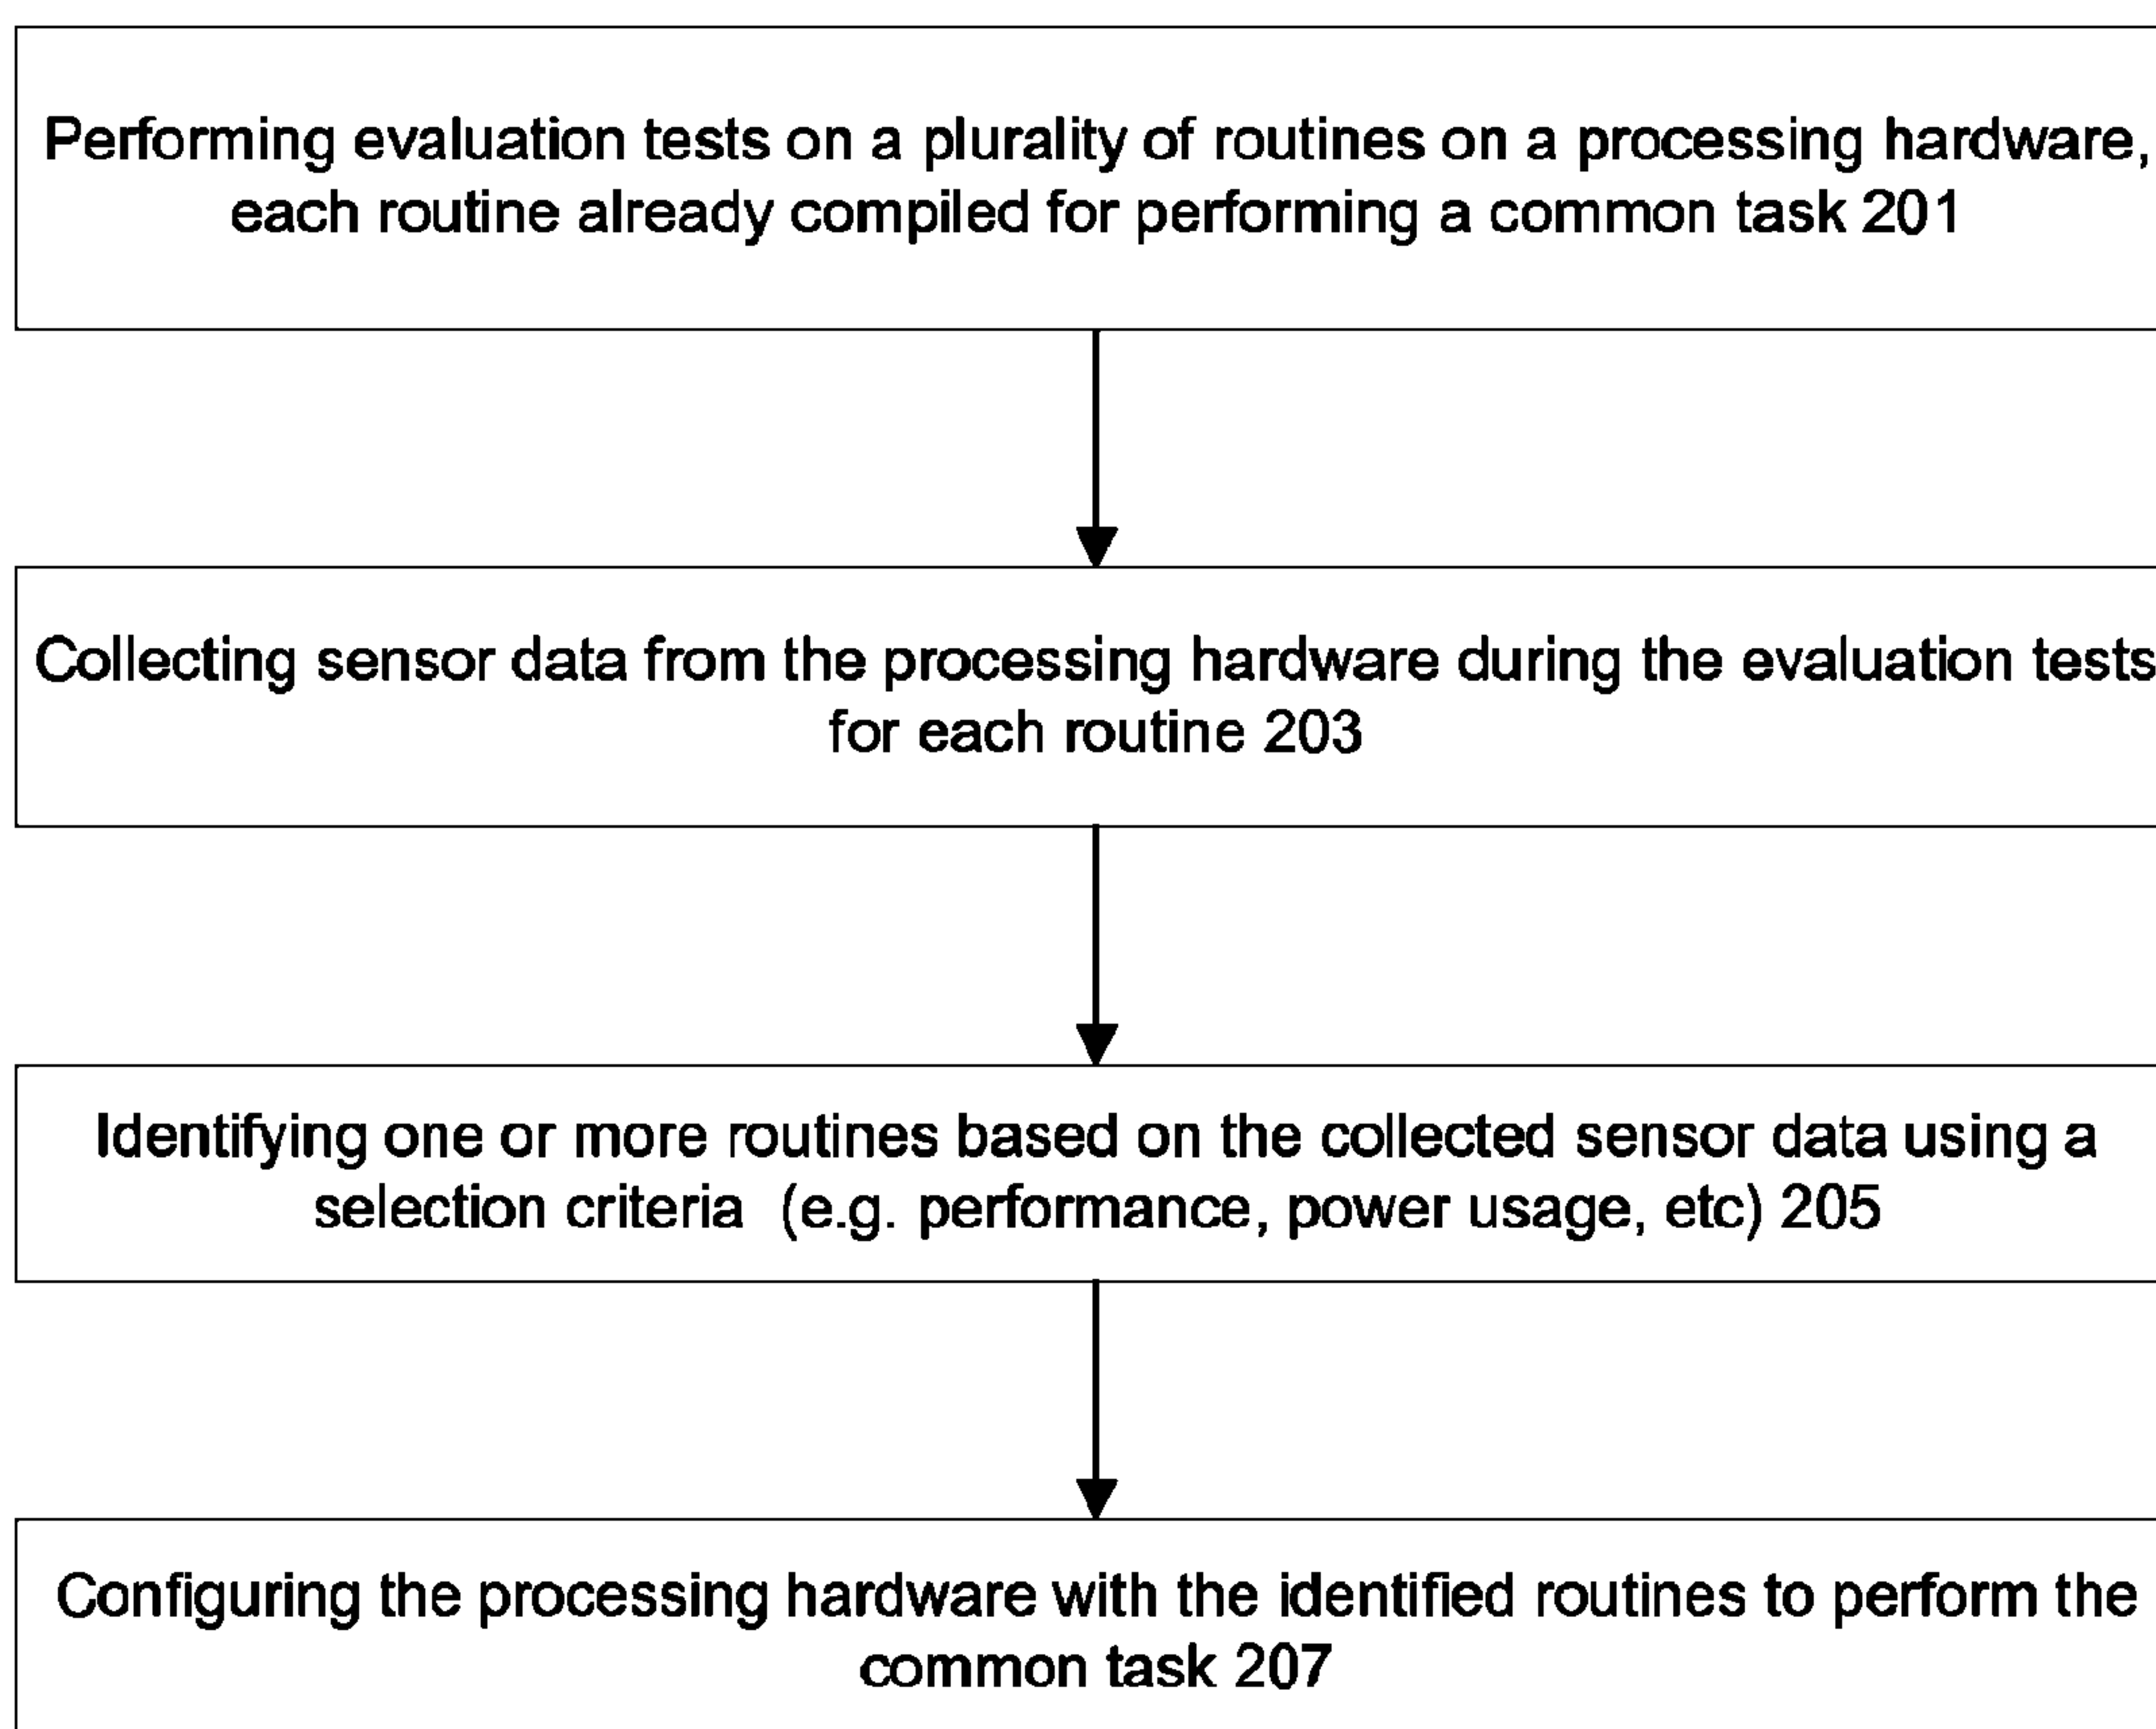 Performing evaluation tests on a plurality of routines on a processing hardware,
each routine already compiled for performing a common task 201
Collecting sensor data from the processing hardware during the evaluation tests
for each routine 203
Identifying one or more routines based on the collected sensor data using a
selection criteria (e.g. performance, power usage, etc) 205
Configuring the processing hardware with the identified routines to perform the
common task 207